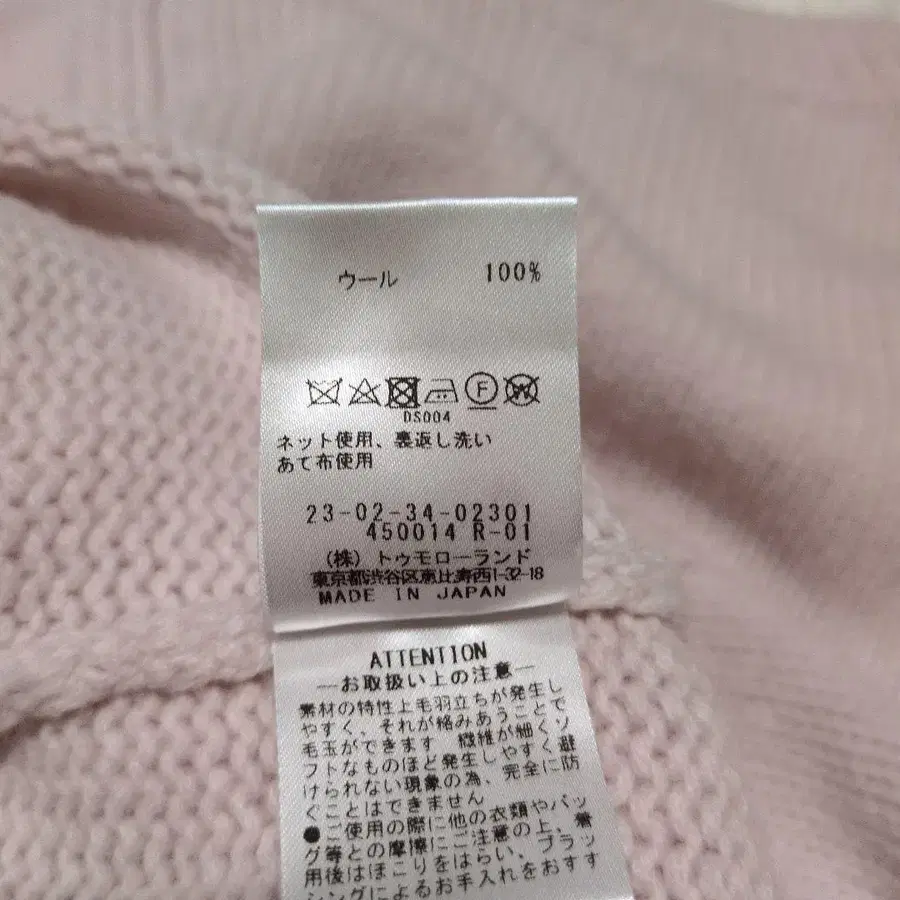 ウール 100%
F W
DS004
ネット使用、裏返し洗い
あて布使用
23-02-34-02301
450014 R-01
(株) トゥモローランド
東京都渋谷区恵比寿西1-32-18
MADE IN JAPAN
ATTENTION
―お取扱い上の注意―
素材の特性上毛羽立ちが発生し
やすく、それが絡みあうことで
毛玉ができます 繊維が細くソ
フトなものほど発生しやすく避
けられない現象の為、完全に防
ぐことはできません
●ご使用の際に他の衣類やバッ
グ等との摩擦にご注意の上、着
用後はほこりをはらい、ブラッ
シングによるお手入れをおすす